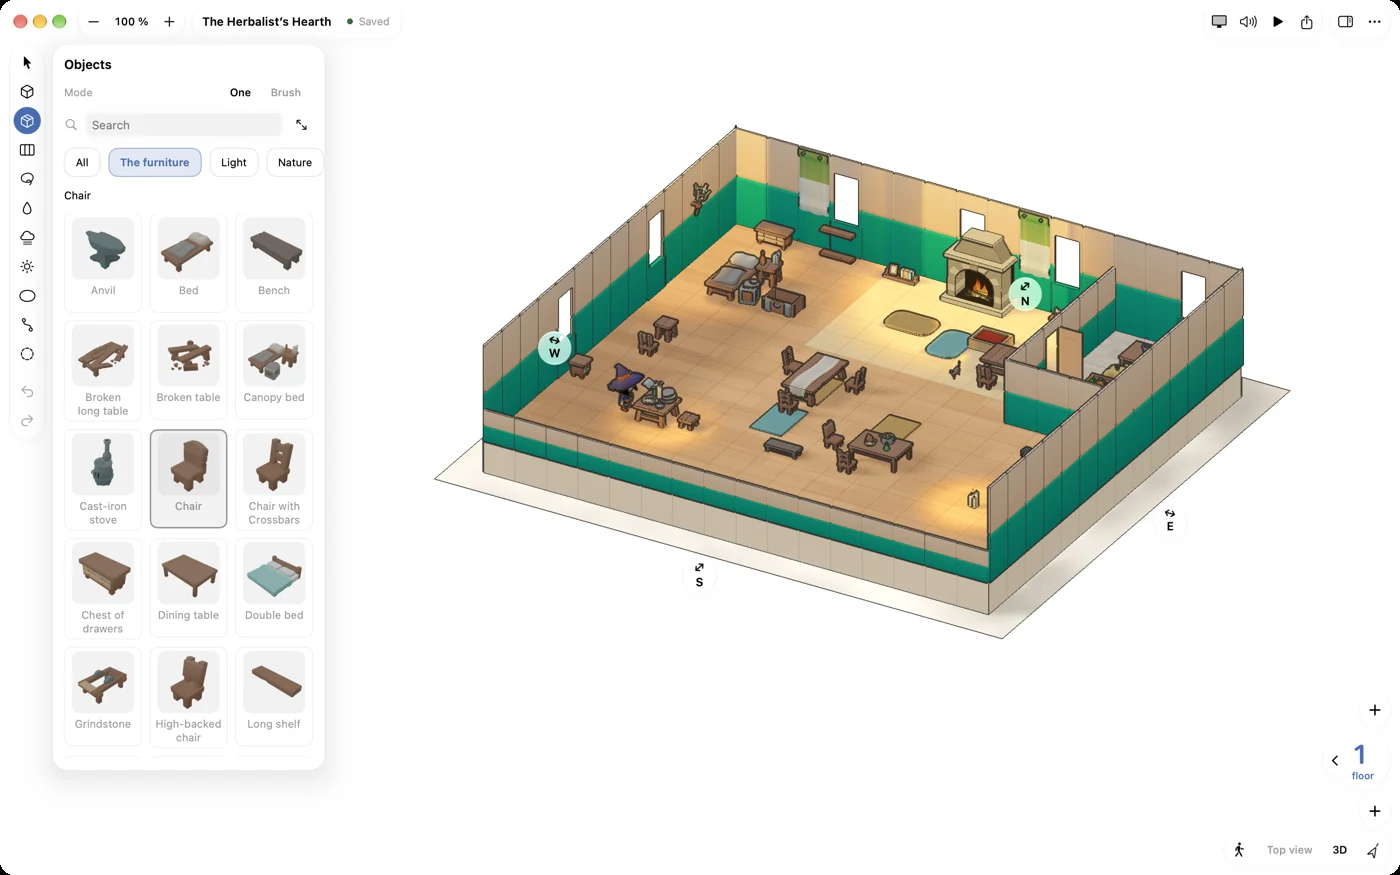 100 %
The Herbalist's Hearth
Saved
Objects
Mode
One
Brush
Search
All
The furniture
Light
Nature
Chair
Anvil
Bed
Bench
Broken
long table
Broken table
Canopy bed
Cast-iron
stove
Chair
Chair with
Crossbars
Chest of
drawers
Dining table
Double bed
Grindstone
High-backed
chair
Long shelf
N
W
E
S
1
floor
Top view
3D